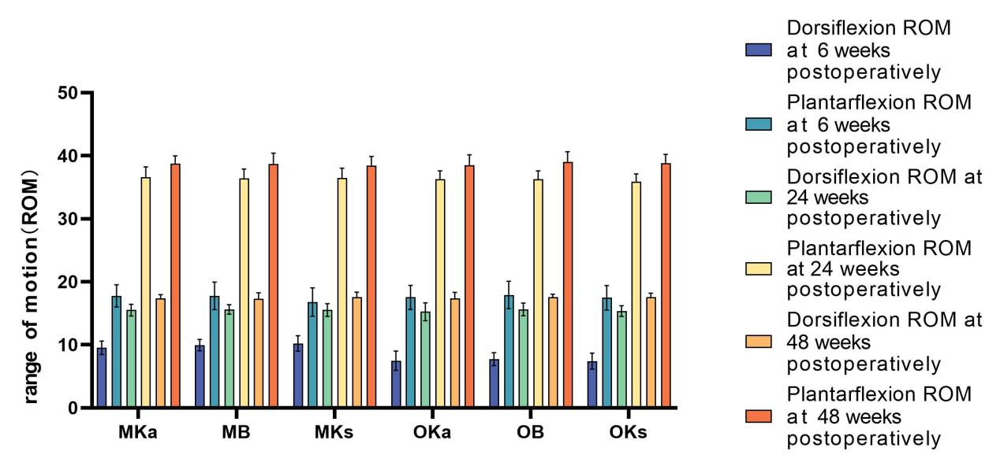 range of motion(ROM)
50
40
30
20
10
0
MKa
MB
MKs
OKa
OB
OKs
Dorsiflexion ROM
at 6 weeks
postoperatively
Plantarflexion ROM
at 6 weeks
postoperatively
Dorsiflexion ROM at
24 weeks
postoperatively
Plantarflexion ROM
at 24 weeks
postoperatively
Dorsiflexion ROM at
48 weeks
postoperatively
Plantarflexion ROM
at 48 weeks
postoperatively